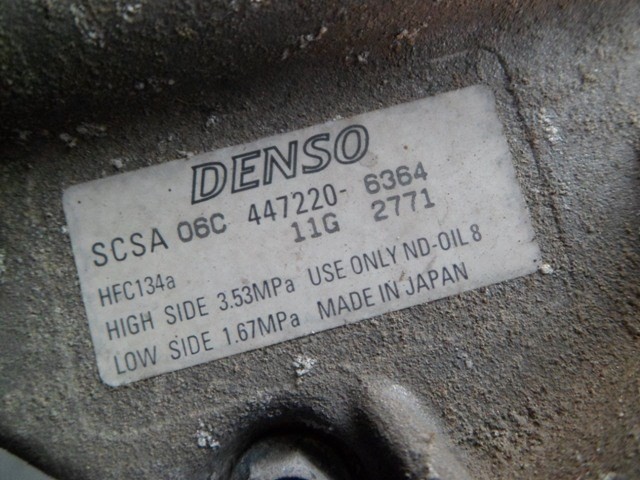 DENSO
SCSA 06C 447220-6364
11G 2771
HFC134a
HIGH SIDE 3.53MPa USE ONLY ND-OIL 8
LOW SIDE 1.67MPa MADE IN JAPAN